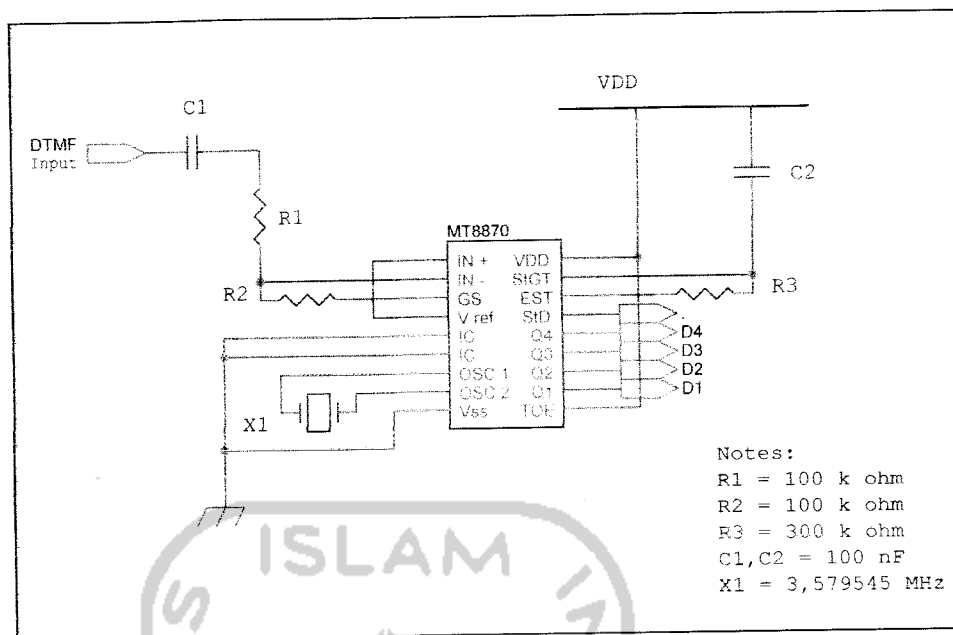 VDD
C1
DTMF
Input
C2
R1
MT8870
IN + VDD
IN - StGT
R2
GS EST
R3
V ref StD
IC Q4 D4
IC Q3 D3
OSC 1 Q2 D2
OSC 2 Q1 D1
X1
Vss TOE
Notes:
R1 = 100 k ohm
R2 = 100 k ohm
R3 = 300 k ohm
C1,C2 = 100 nF
X1 = 3,579545 MHz
ISLAM
S